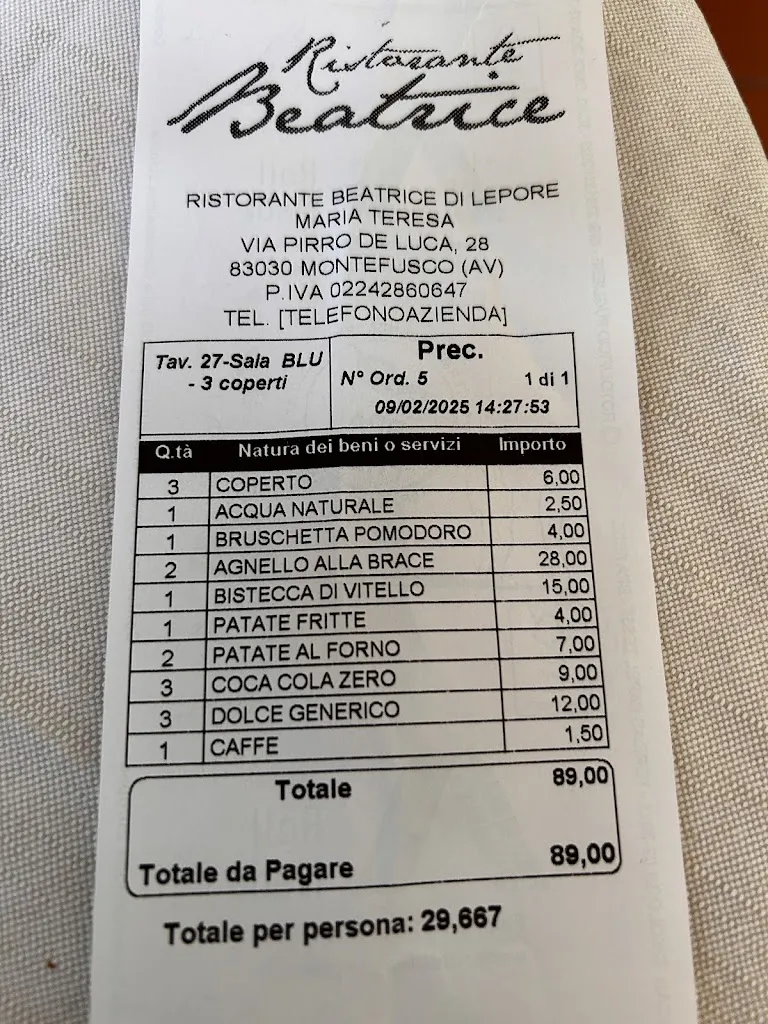 Ristorante
Beatrice
RISTORANTE BEATRICE DI LEPORE
MARIA TERESA
VIA PIRRO DE LUCA, 28
83030 MONTEFUSCO (AV)
P.IVA 02242860647
TEL. [TELEFONOAZIENDA]
Tav. 27-Sala BLU
- 3 coperti
Prec.
N° Ord. 5 1 di 1
09/02/2025 14:27:53
Q.tà Natura dei beni o servizi Importo
3 COPERTO 6,00
1 ACQUA NATURALE 2,50
1 BRUSCHETTA POMODORO 4,00
2 AGNELLO ALLA BRACE 28,00
1 BISTECCA DI VITELLO 15,00
1 PATATE FRITTE 4,00
2 PATATE AL FORNO 7,00
3 COCA COLA ZERO 9,00
3 DOLCE GENERICO 12,00
1 CAFFE 1,50
Totale 89,00
Totale da Pagare 89,00
Totale per persona: 29,667